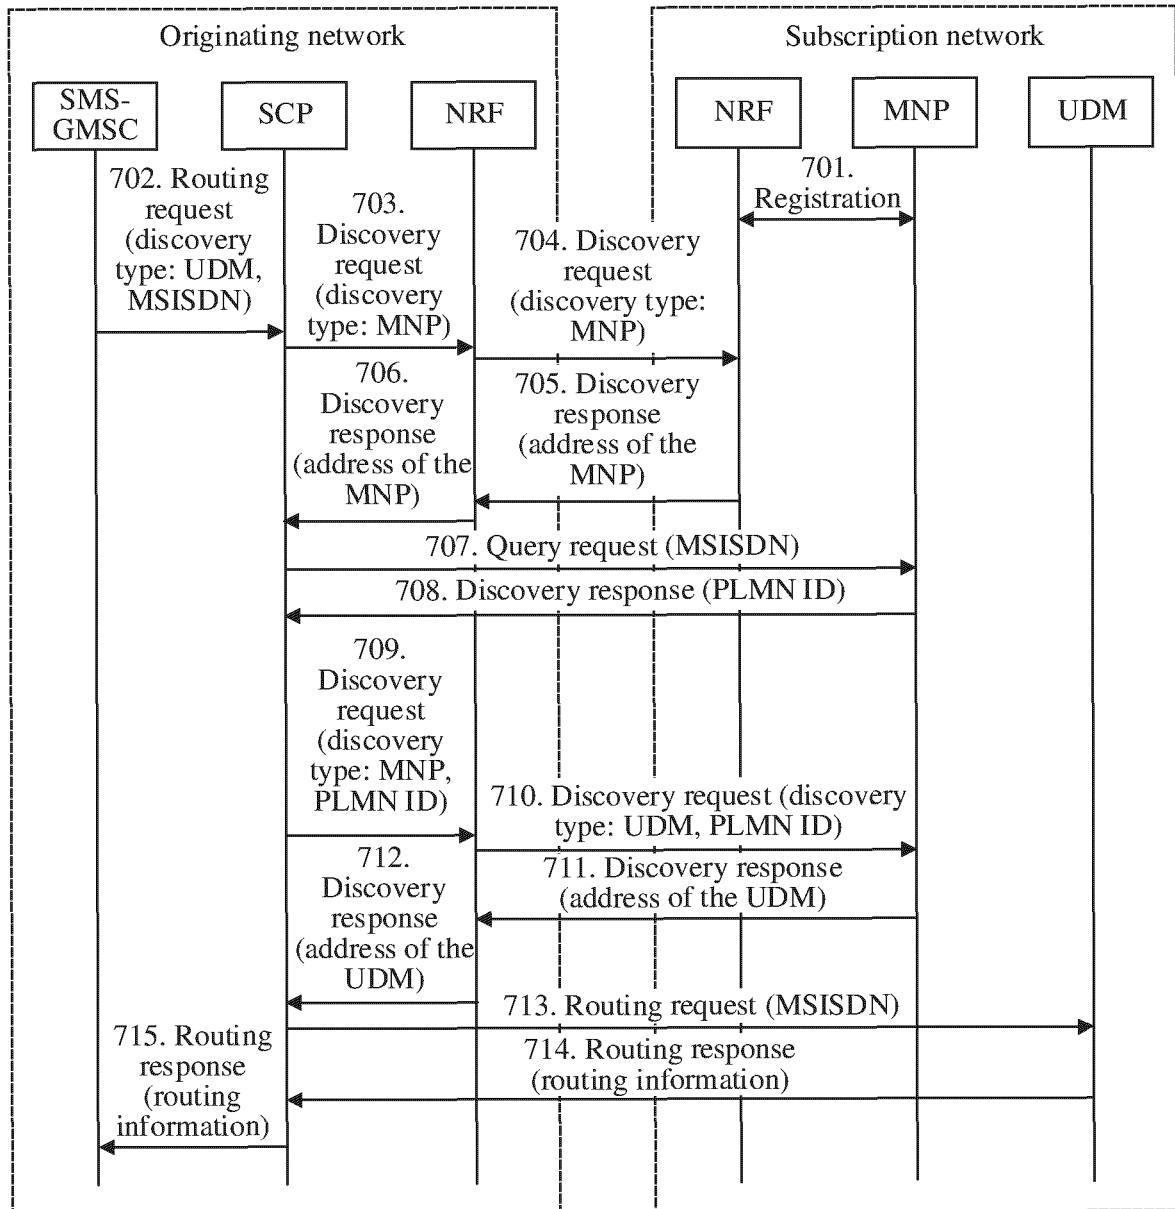 Originating network
Subscription network
SMS-
GMSC
SCP
NRF
NRF
MNP
UDM
701.
Registration
702. Routing
request
(discovery
type: UDM,
MSISDN)
703.
Discovery
request
(discovery
type: MNP)
704. Discovery
request
(discovery type:
MNP)
705. Discovery
response
(address of the
MNP)
706.
Discovery
response
(address of the
MNP)
707. Query request (MSISDN)
708. Discovery response (PLMN ID)
709.
Discovery
request
(discovery
type: MNP,
PLMN ID)
710. Discovery request (discovery
type: UDM, PLMN ID)
711. Discovery response
(address of the UDM)
712.
Discovery
response
(address of the
UDM)
713. Routing request (MSISDN)
714. Routing response
(routing information)
715. Routing
response
(routing
information)